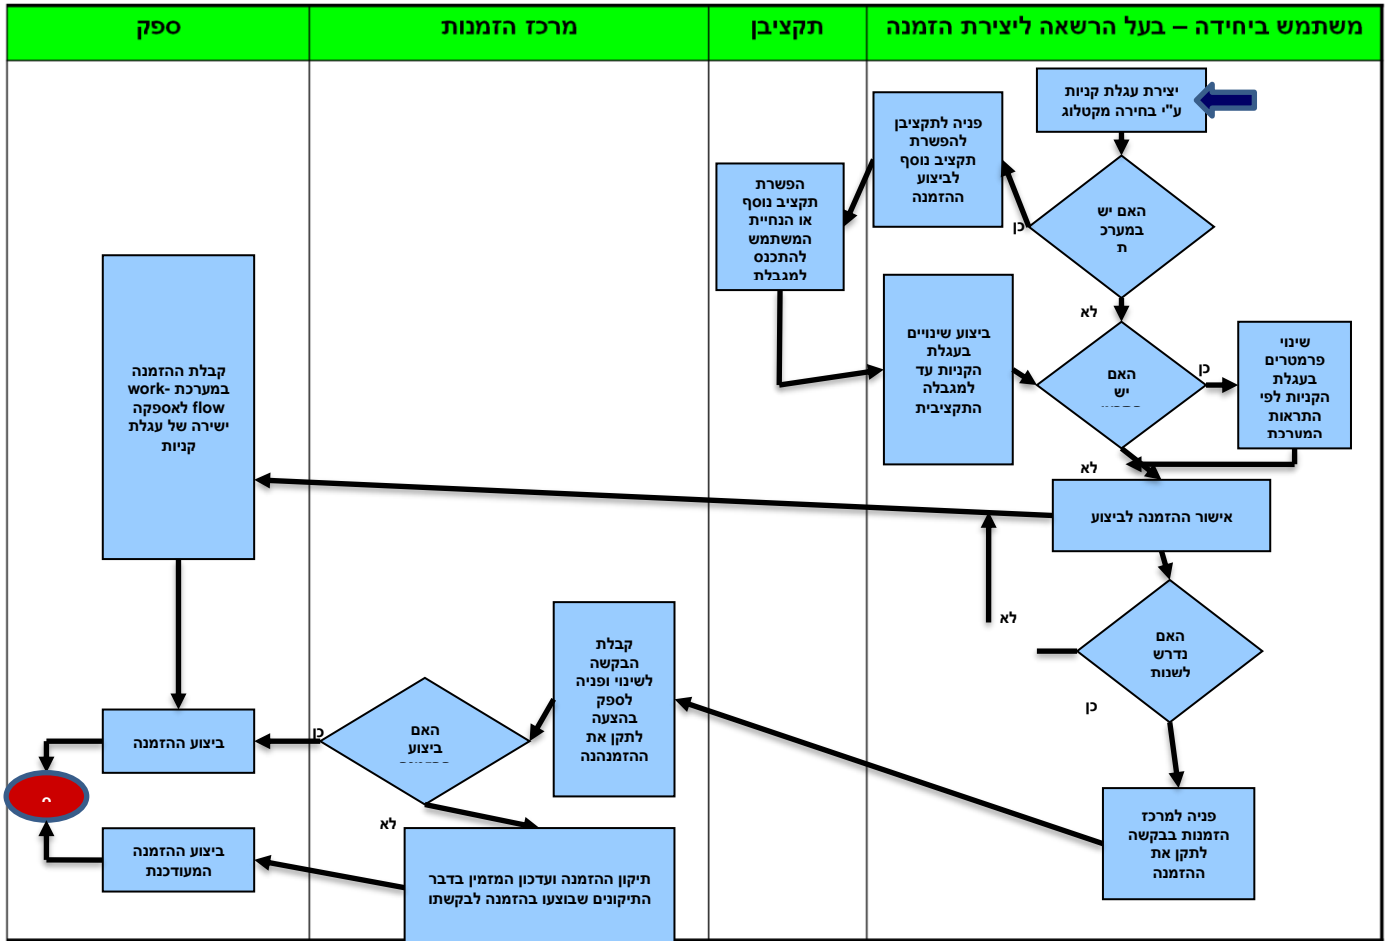 משתמש ביחידה – בעל הרשאה ליצירת הזמנה
תקציבן
מרכז הזמנות
ספק
יצירת עגלת קניות
ע"י בחירה מקטלוג
האם יש
במערכ
ת
כן
לא
פניה לתקציבן
להפשרת
תקציב נוסף
לביצוע
ההזמנה
הפשרת
תקציב נוסף
או הנחיית
המשתמש
להתכנס
למגבלת
ביצוע שינויים
בעגלת
הקניות עד
למגבלה
התקציבית
האם
יש
כן
לא
שינוי
פרמטרים
בעגלת
הקניות לפי
התראות
המערכת
אישור ההזמנה לביצוע
קבלת ההזמנה
במערכת work-
flow לאספקה
ישירה של עגלת
קניות
האם
נדרש
לשנות
לא
כן
פניה למרכז
הזמנות בבקשה
לתקן את
ההזמנה
קבלת
הבקשה
לשינוי ופניה
לספק
בהצעה
לתקן את
ההזמנהנה
האם
ביצוע
כן
לא
תיקון ההזמנה ועדכון המזמין בדבר
התיקונים שבוצעו בהזמנה לבקשתו
ביצוע ההזמנה
ביצוע ההזמנה
המעודכנת